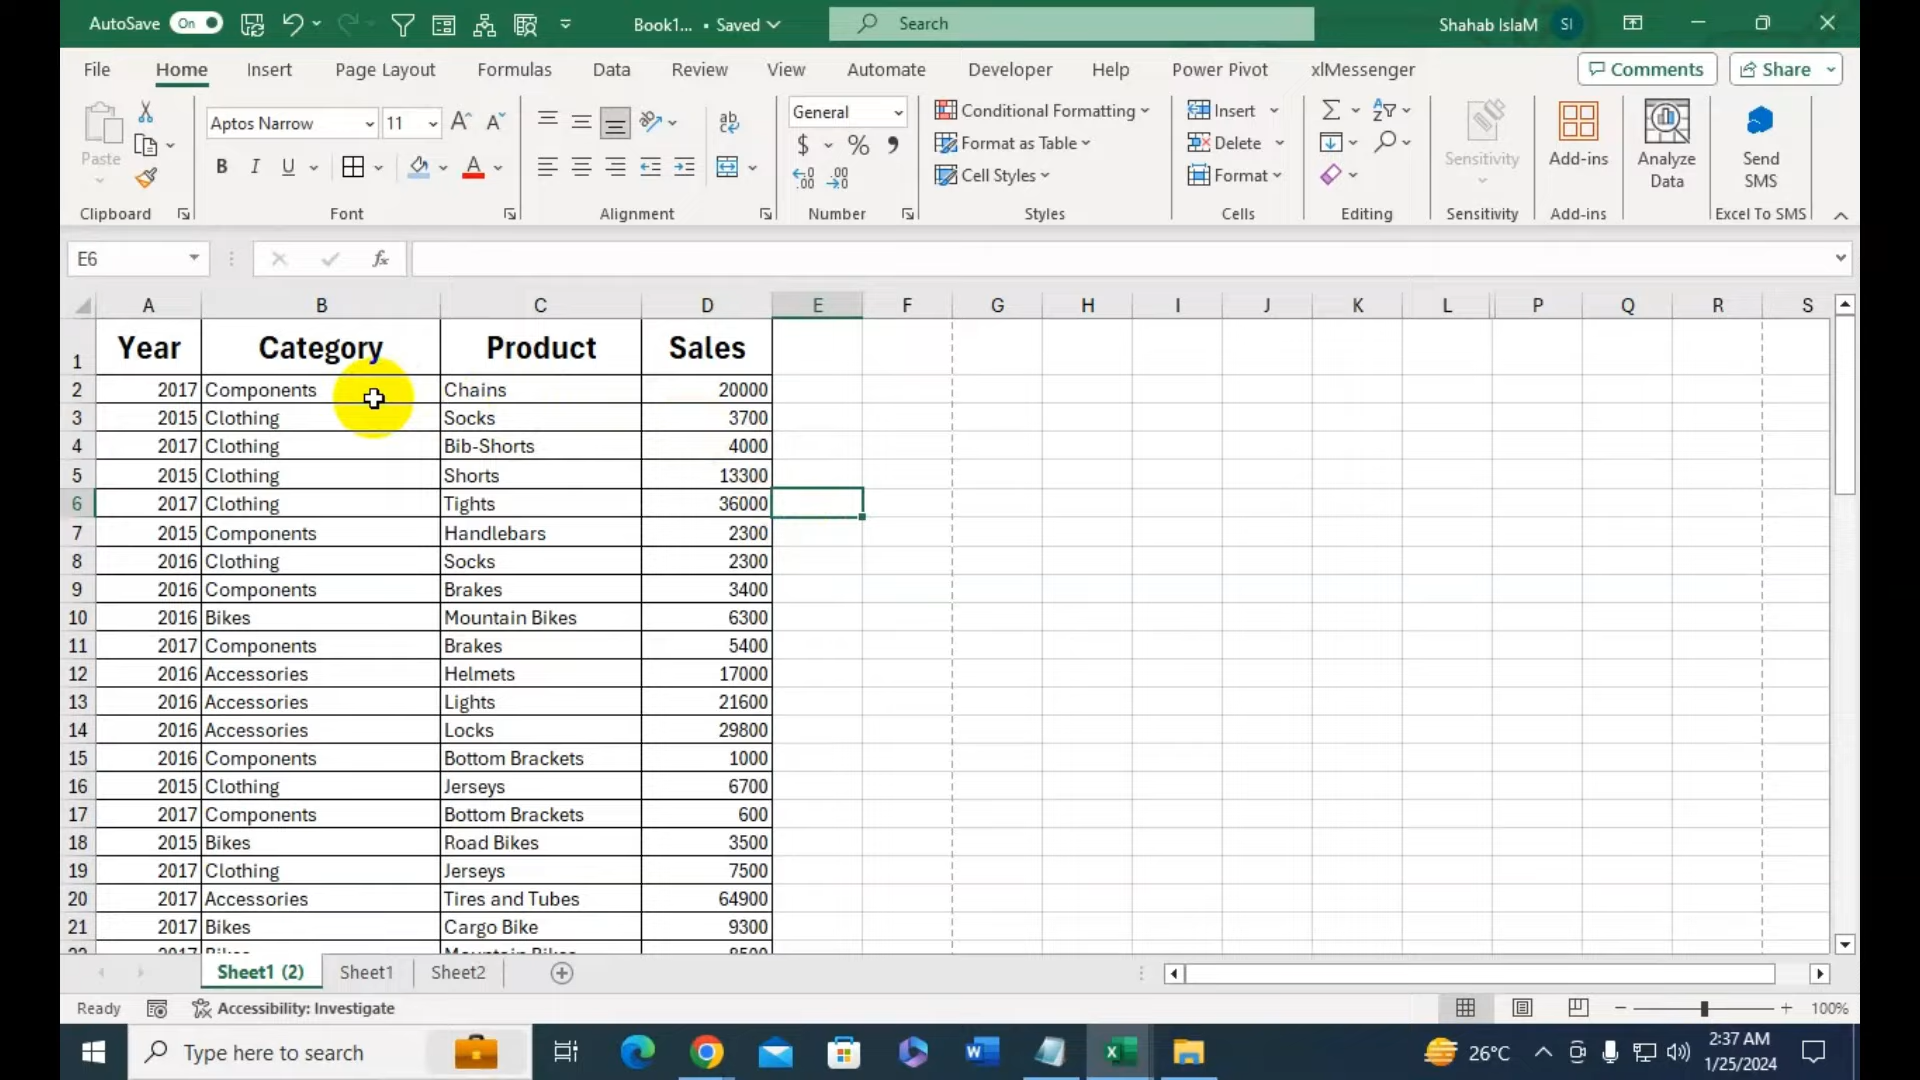 AutoSave On Book1... • Saved Search Shahab IslaM SI
File Home Insert Page Layout Formulas Data Review View Automate Developer Help Power Pivot xlMessenger Comments Share
Paste
Clipboard
Aptos Narrow 11
B I U A
Font
ab
Alignment
General
$ % 9
Number
Conditional Formatting
Format as Table
Cell Styles
Styles
Insert
Delete
Format
Cells
Editing
Sensitivity
Sensitivity
Add-ins
Add-ins
Analyze
Data
Send
SMS
Excel To SMS
E6 fx
A B C D E F G H I J K L P Q R S
1 Year Category Product Sales
2 2017 Components Chains 20000
3 2015 Clothing Socks 3700
4 2017 Clothing Bib-Shorts 4000
5 2015 Clothing Shorts 13300
6 2017 Clothing Tights 36000
7 2015 Components Handlebars 2300
8 2016 Clothing Socks 2300
9 2016 Components Brakes 3400
10 2016 Bikes Mountain Bikes 6300
11 2017 Components Brakes 5400
12 2016 Accessories Helmets 17000
13 2016 Accessories Lights 21600
14 2016 Accessories Locks 29800
15 2016 Components Bottom Brackets 1000
16 2015 Clothing Jerseys 6700
17 2017 Components Bottom Brackets 600
18 2015 Bikes Road Bikes 3500
19 2017 Clothing Jerseys 7500
20 2017 Accessories Tires and Tubes 64900
21 2017 Bikes Cargo Bike 9300
22 2017 Bikes Mountain Bikes 8500
Sheet1 (2) Sheet1 Sheet2
Ready Accessibility: Investigate 100%
Type here to search 26°C 2:37 AM
1/25/2024